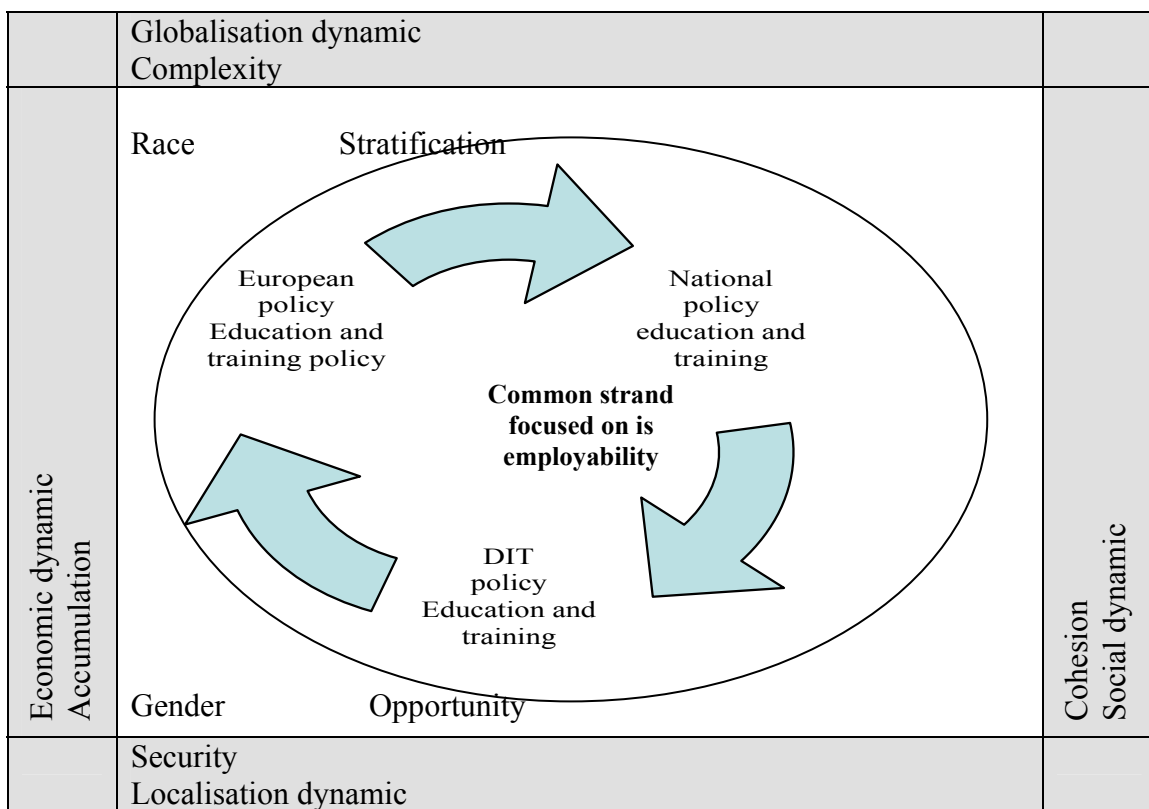 Globalisation dynamic
Complexity
Race Stratification
European
policy
Education and
training policy
National
policy
education and
training
Common strand
focused on is
employability
DIT
policy
Education and
training
Gender Opportunity
Economic dynamic
Accumulation
Cohesion
Social dynamic
Security
Localisation dynamic